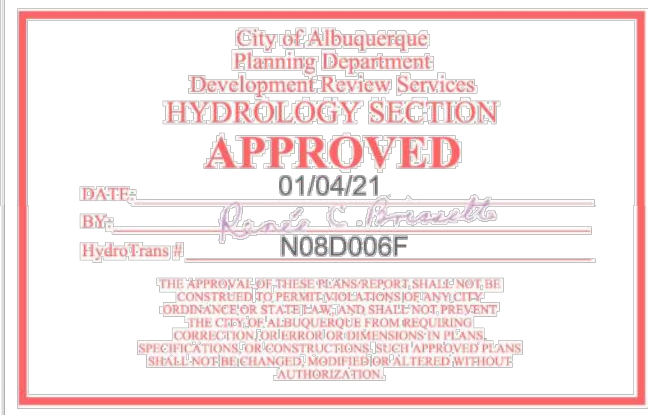 City of Albuquerque
Planning Department
Development Review Services
HYDROLOGY SECTION
APPROVED
DATE: 01/04/21
BY: Renée C. Brissette
HydroTrans # N08D006F
THE APPROVAL OF THESE PLANS/REPORT SHALL NOT BE
CONSTRUED TO PERMIT VIOLATIONS OF ANY CITY
ORDINANCE OR STATE LAW, AND SHALL NOT PREVENT
THE CITY OF ALBUQUERQUE FROM REQUIRING
CORRECTION, OR ERROR OR DIMENSIONS IN PLANS,
SPECIFICATIONS, OR CONSTRUCTIONS. SUCH APPROVED PLANS
SHALL NOT BE CHANGED, MODIFIED OR ALTERED WITHOUT
AUTHORIZATION.